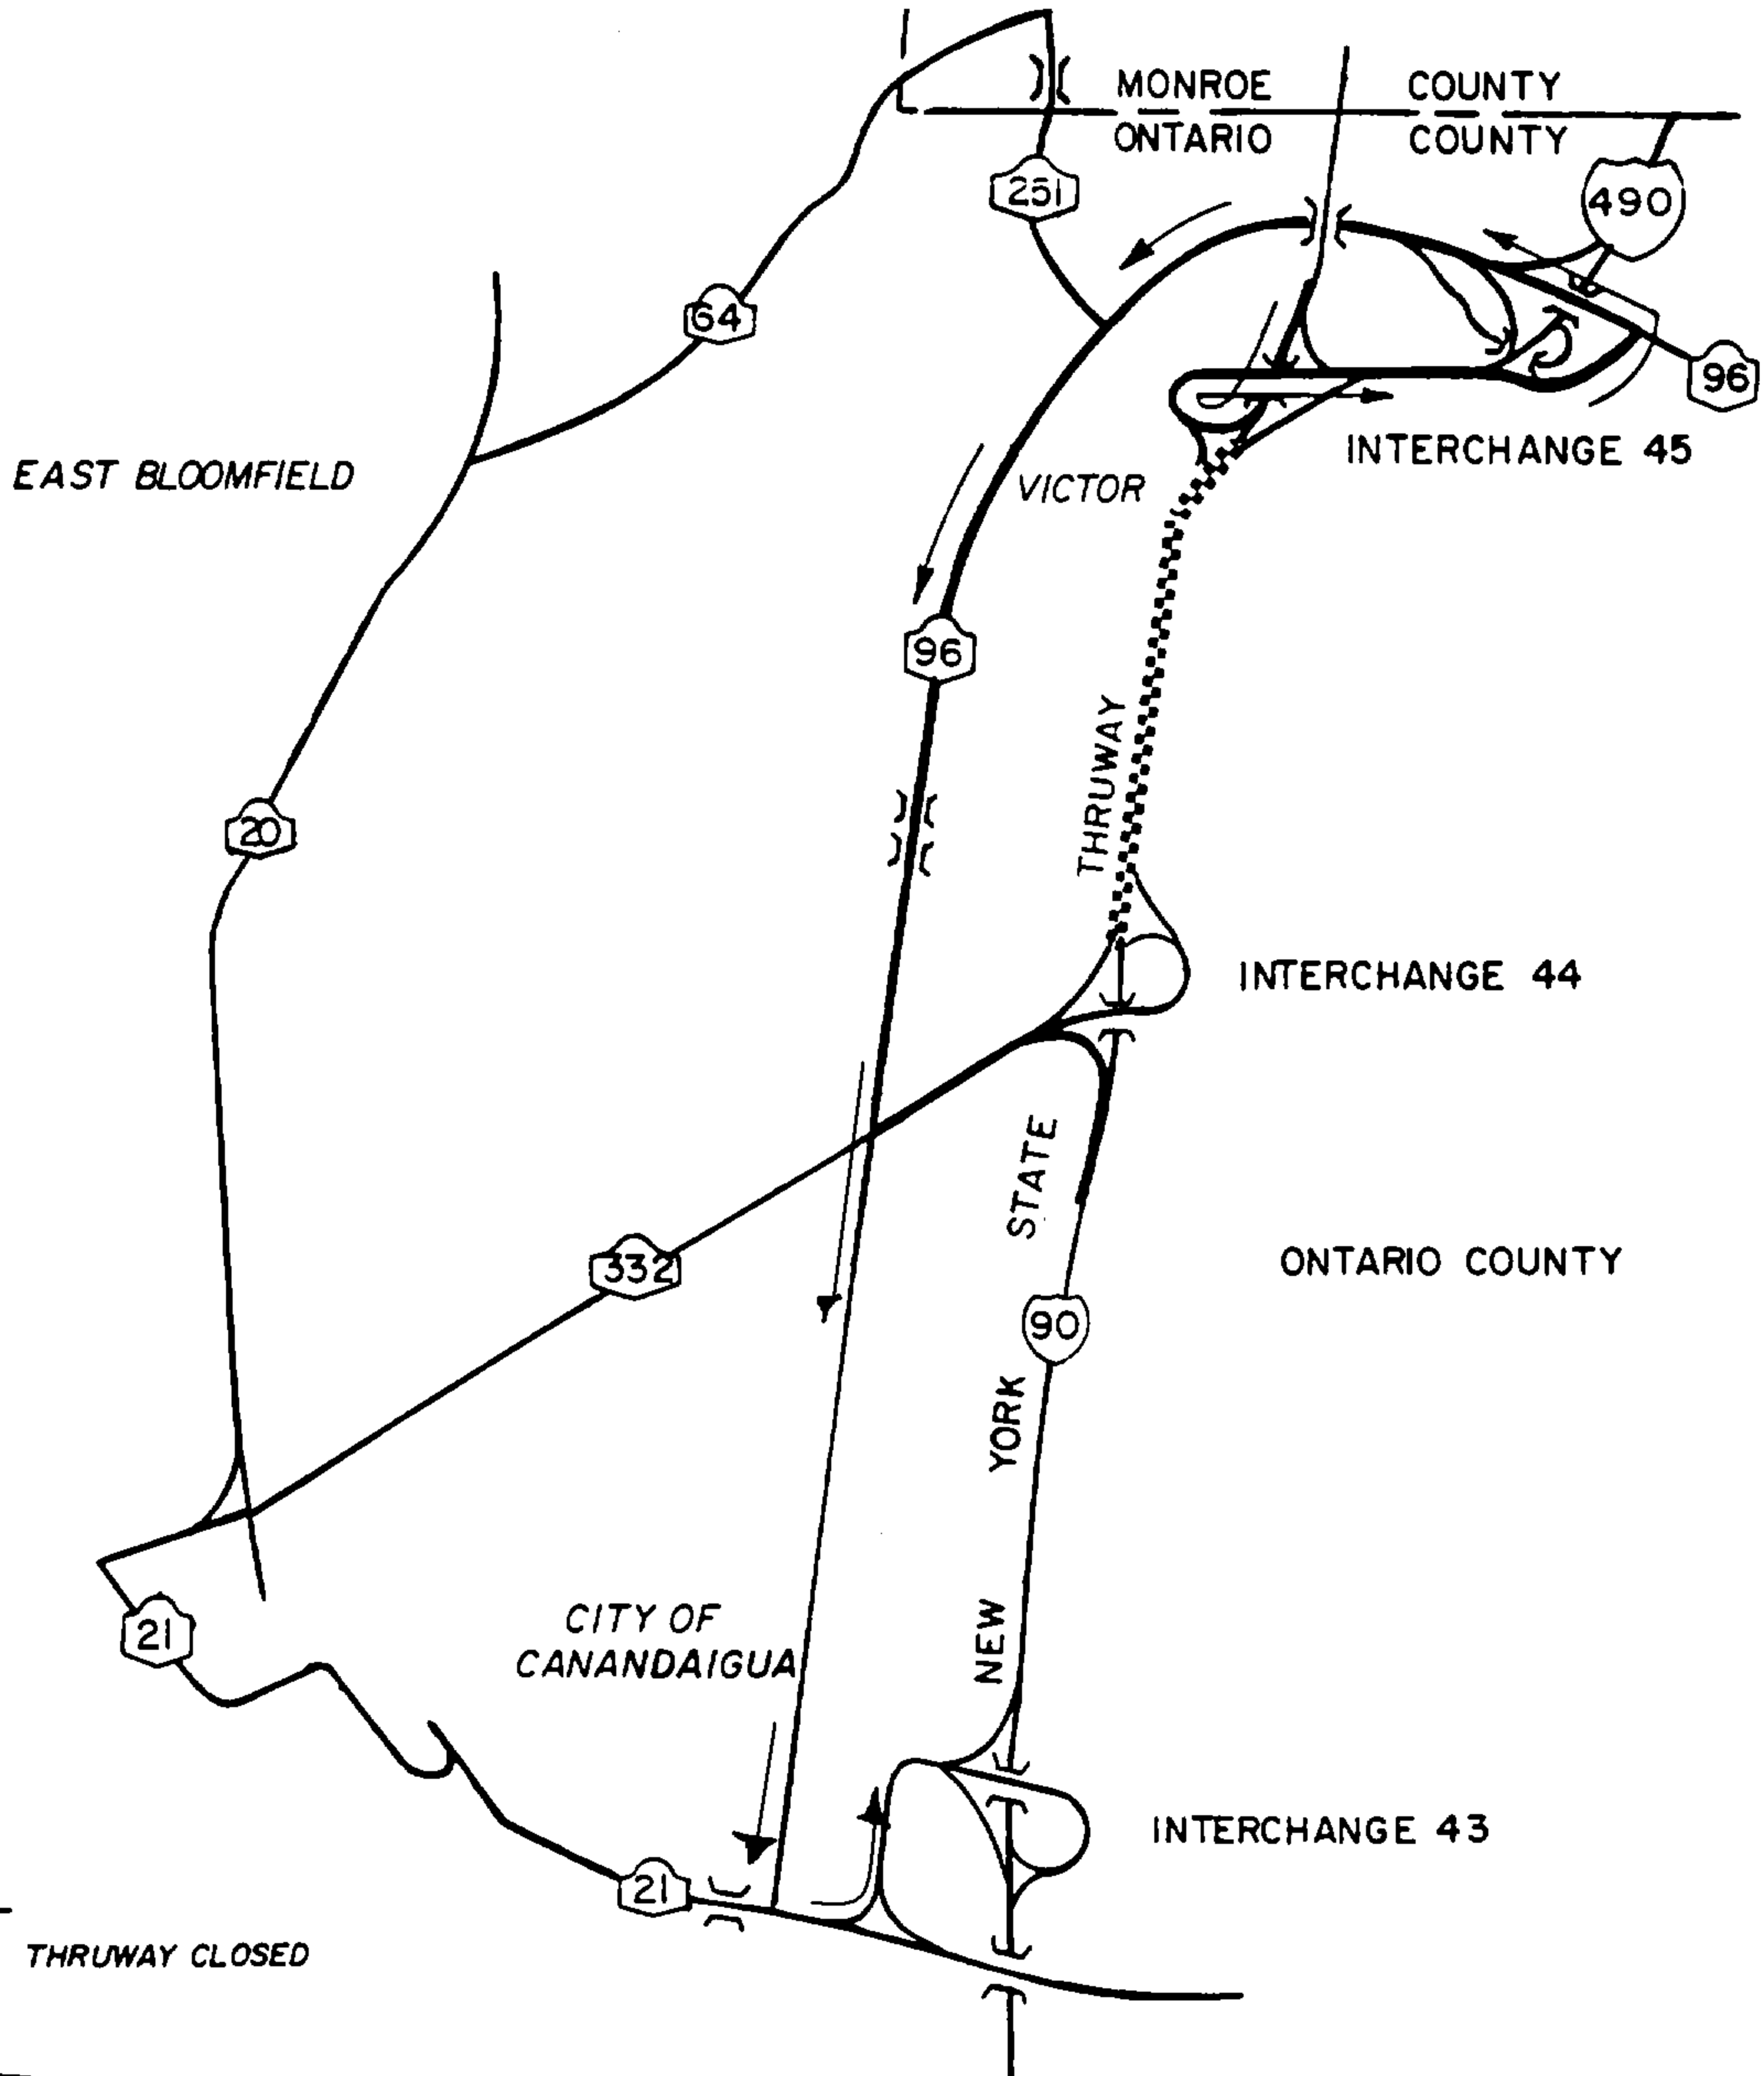 MONROE COUNTY
ONTARIO COUNTY
251
490
64
96
INTERCHANGE 45
EAST BLOOMFIELD
VICTOR
96
THRUWAY
20
INTERCHANGE 44
STATE
332
ONTARIO COUNTY
90
YORK
NEW
CITY OF
CANANDAIGUA
21
INTERCHANGE 43
21
THRUWAY CLOSED